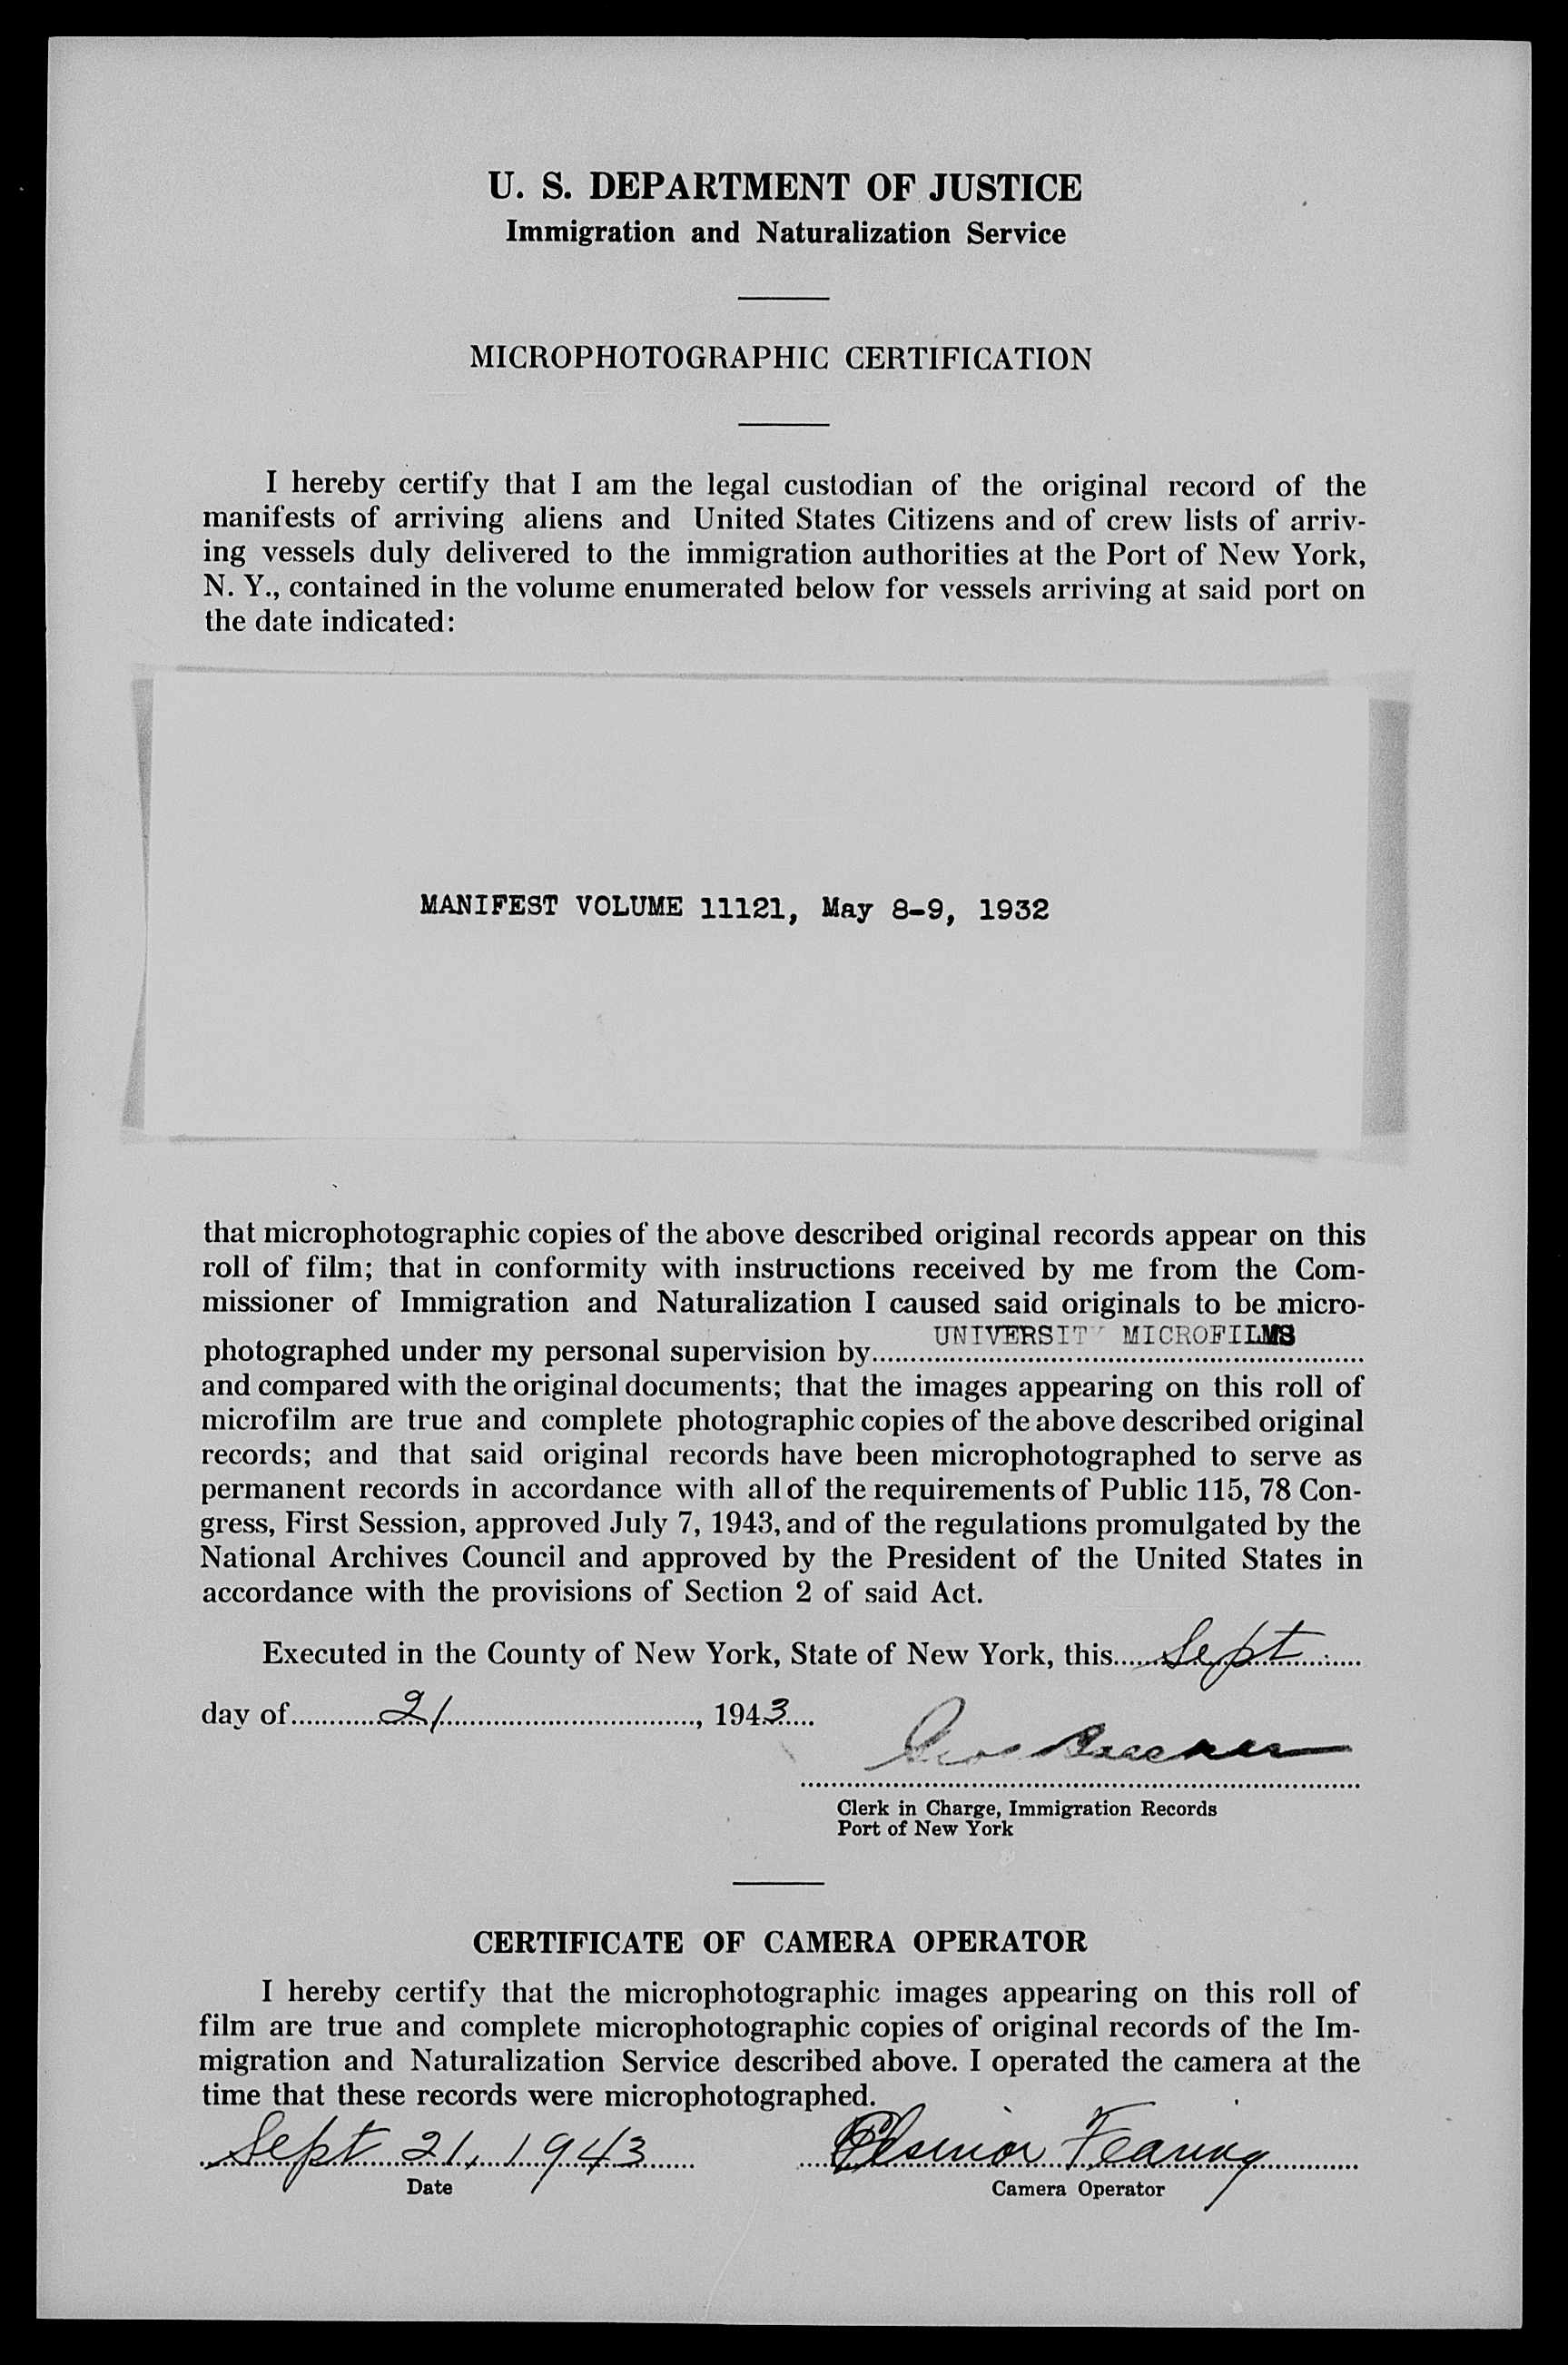 U. S. DEPARTMENT OF JUSTICE
Immigration and Naturalization Service
MICROPHOTOGRAPHIC CERTIFICATION
I hereby certify that I am the legal custodian of the original record of the
manifests of arriving aliens and United States Citizens and of crew lists of arriv-
ing vessels duly delivered to the immigration authorities at the Port of New York,
N. Y., contained in the volume enumerated below for vessels arriving at said port on
the date indicated:
MANIFEST VOLUME 11121, May 8-9, 1932
that microphotographic copies of the above described original records appear on this
roll of film; that in conformity with instructions received by me from the Com-
missioner of Immigration and Naturalization I caused said originals to be micro-
photographed under my personal supervision by UNIVERSITY MICROFILMS
and compared with the original documents; that the images appearing on this roll of
microfilm are true and complete photographic copies of the above described original
records; and that said original records have been microphotographed to serve as
permanent records in accordance with all of the requirements of Public 115, 78 Con-
gress, First Session, approved July 7, 1943, and of the regulations promulgated by the
National Archives Council and approved by the President of the United States in
accordance with the provisions of Section 2 of said Act.
Executed in the County of New York, State of New York, this Sept
day of 21, 1943
Clerk in Charge, Immigration Records
Port of New York
CERTIFICATE OF CAMERA OPERATOR
I hereby certify that the microphotographic images appearing on this roll of
film are true and complete microphotographic copies of original records of the Im-
migration and Naturalization Service described above. I operated the camera at the
time that these records were microphotographed.
Sept 21, 1943 Fearing
Date Camera Operator